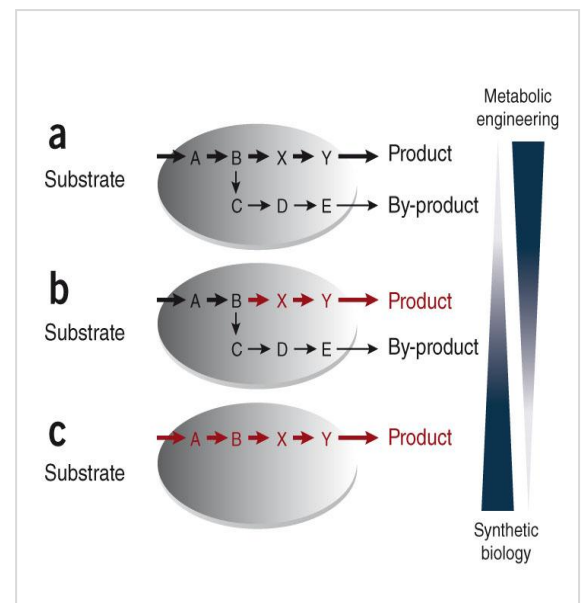 Metabolic
engineering
a
Substrate
A B X Y Product
C D E By-product
b
Substrate
A B X Y Product
C D E By-product
c
Substrate
A B X Y Product
Synthetic
biology